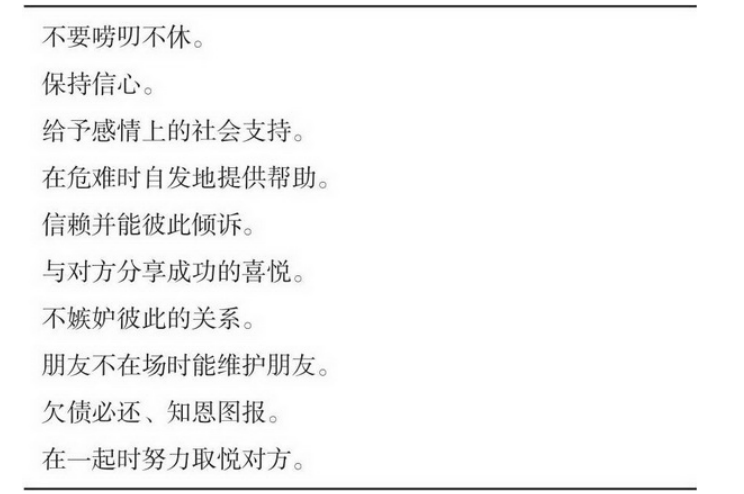 不要唠叨不休。
保持信心。
给予感情上的社会支持。
在危难时自发地提供帮助。
信赖并能彼此倾诉。
与对方分享成功的喜悦。
不嫉妒彼此的关系。
朋友不在场时能维护朋友。
欠债必还、知恩图报。
在一起时努力取悦对方。